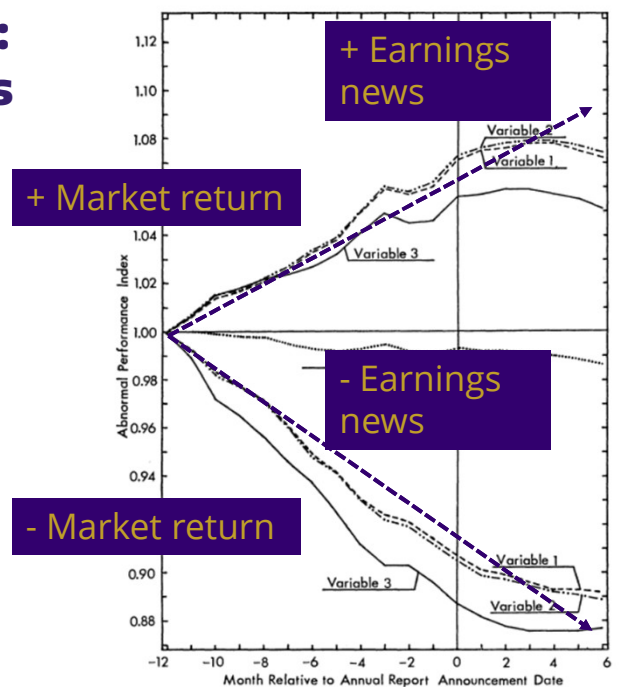 :
s
1.12
1.10
1.08
1.04
1.02
1.00
0.98
0.96
0.94
0.90
0.88
Abnormal Performance Index
+ Earnings
news
+ Market return
Variable 2
Variable 1
Variable 3
- Earnings
news
- Market return
Variable 1
Variable 3
Variable 2
-12 -10 -8 -6 -4 -2 0 2 4 6
Month Relative to Annual Report Announcement Date